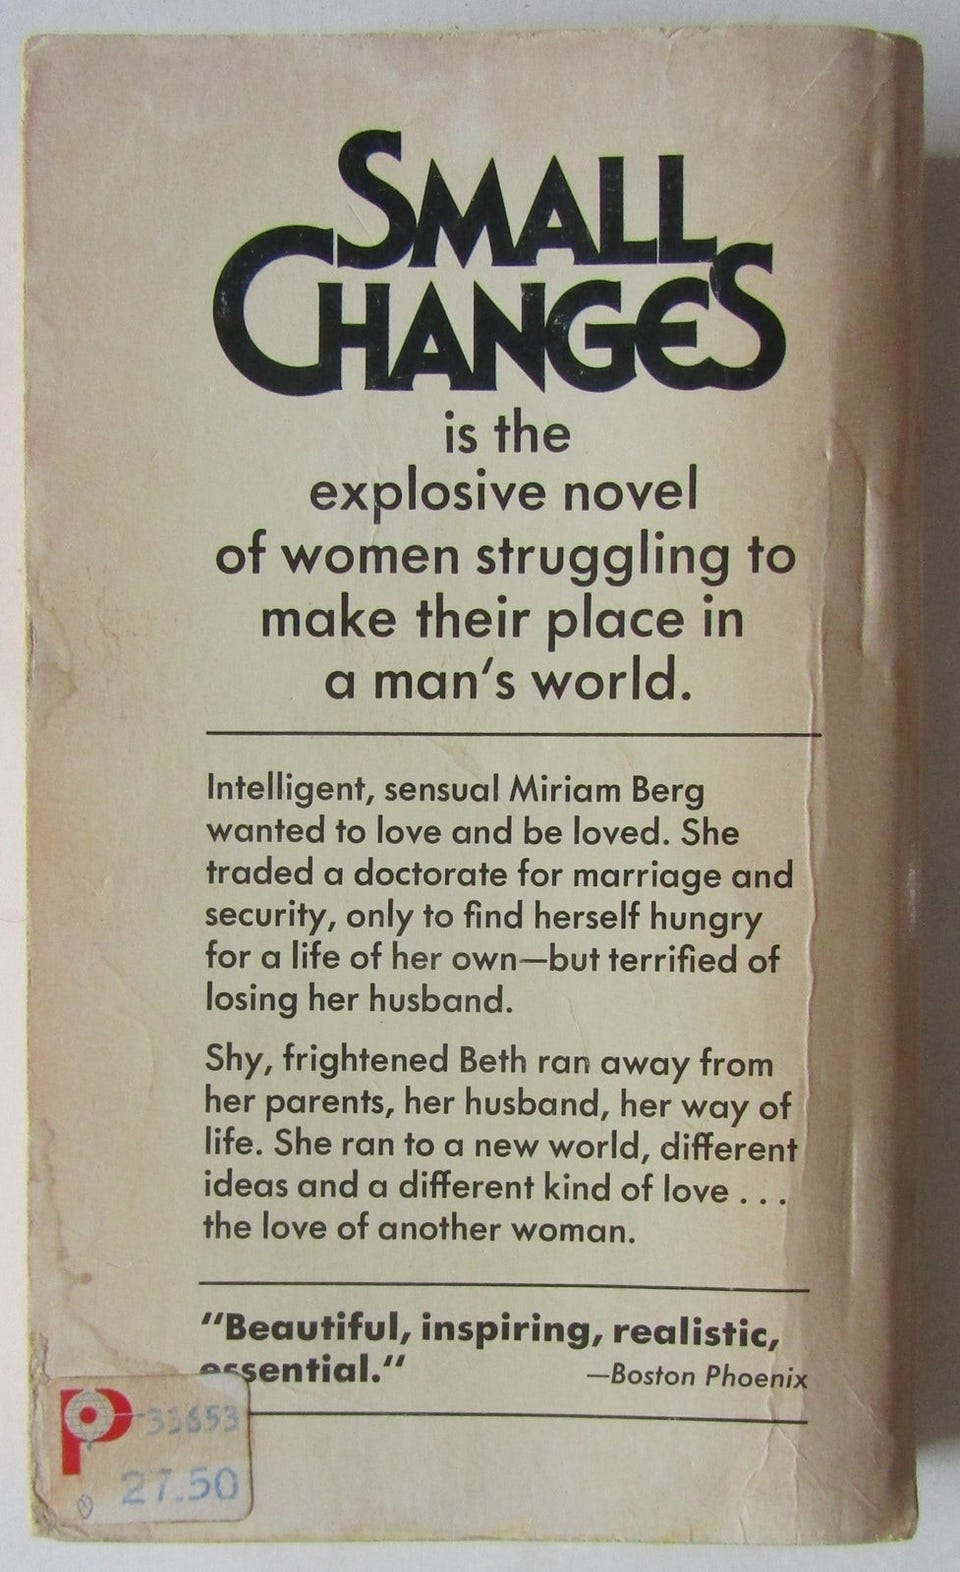 SMALL
CHANGES
is the
explosive novel
of women struggling to
make their place in
a man's world.
Intelligent, sensual Miriam Berg
wanted to love and be loved. She
traded a doctorate for marriage and
security, only to find herself hungry
for a life of her own—but terrified of
losing her husband.
Shy, frightened Beth ran away from
her parents, her husband, her way of
life. She ran to a new world, different
ideas and a different kind of love . . .
the love of another woman.
"Beautiful, inspiring, realistic,
essential." —Boston Phoenix
P 33653
27.50